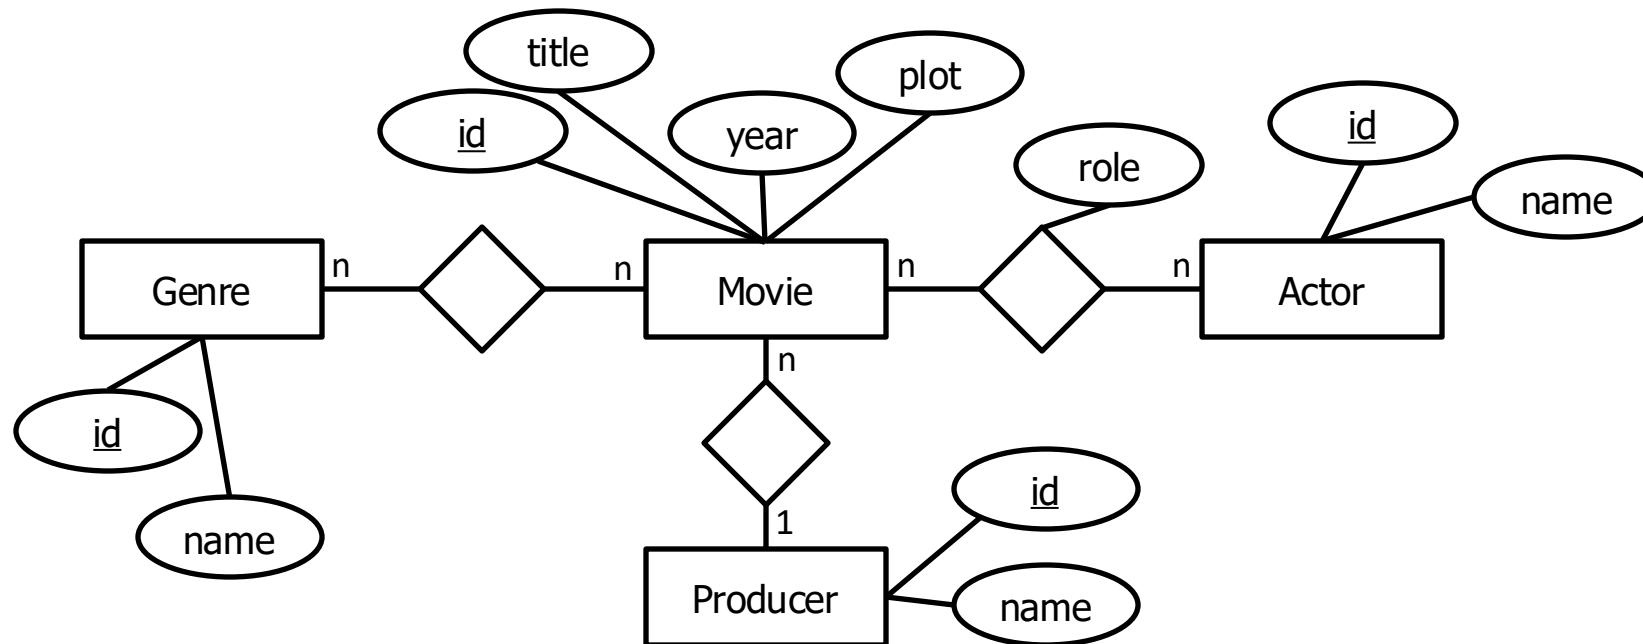 title
plot
id
year
id
role
name
Genre
n
n
Movie
n
n
Actor
n
id
name
1
id
Producer
name